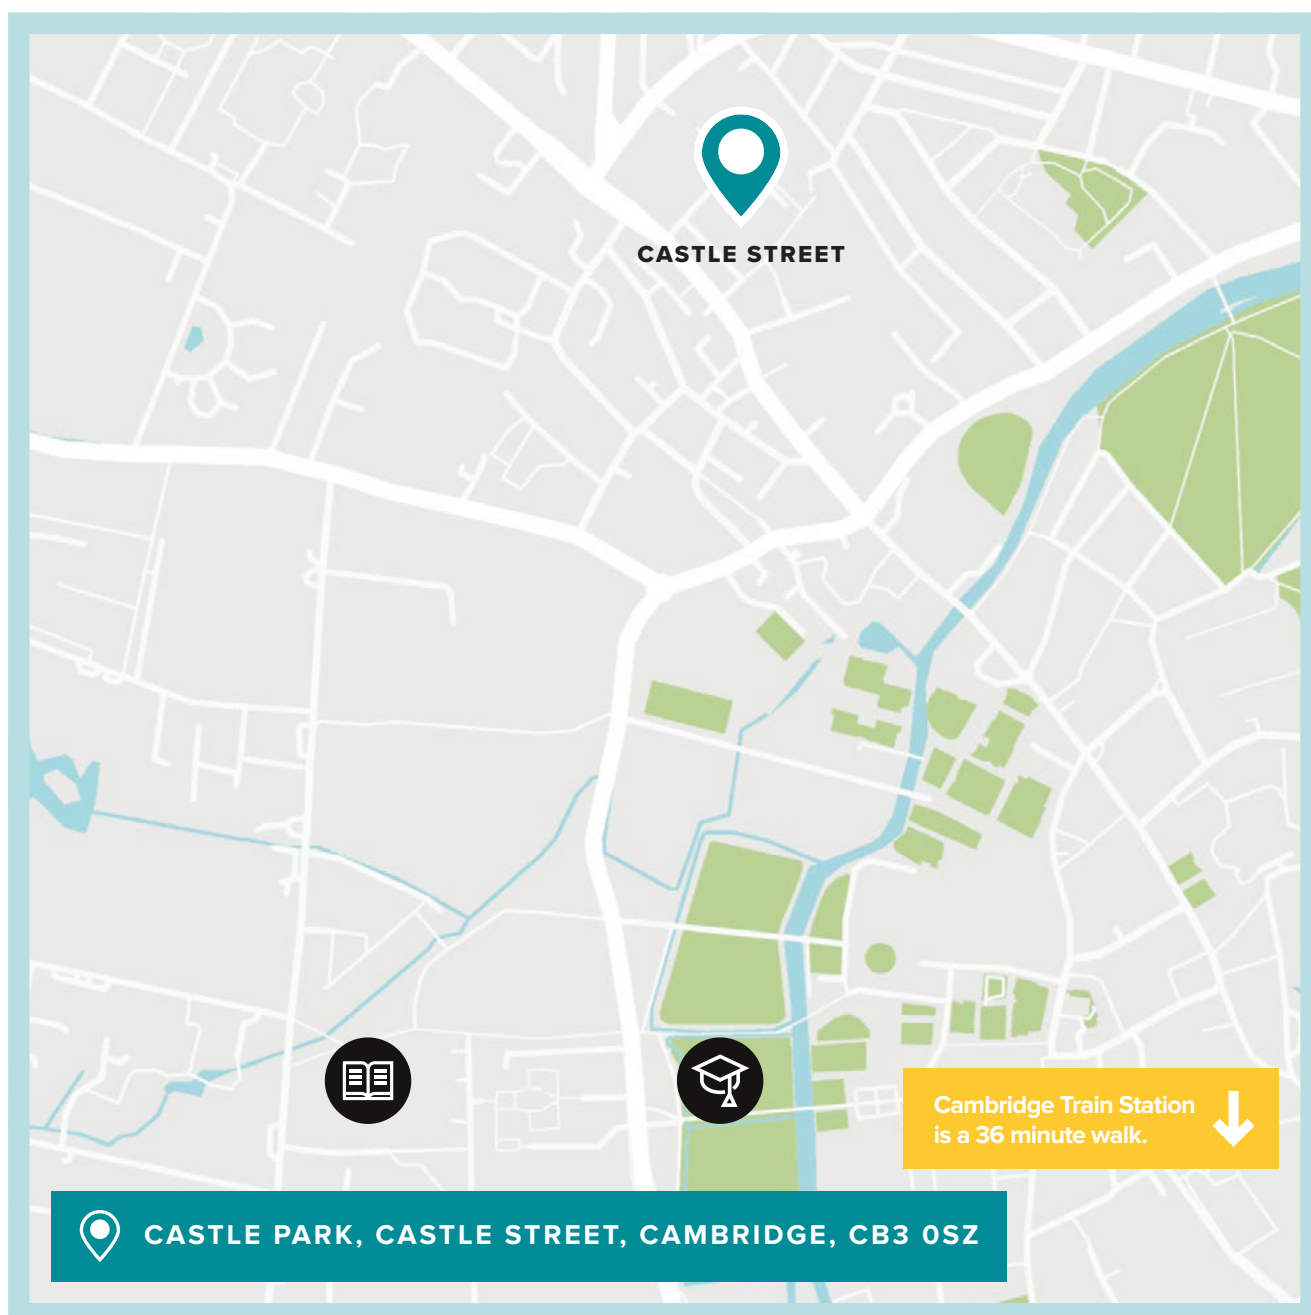 CASTLE STREET
Cambridge Train Station
is a 36 minute walk.
CASTLE PARK, CASTLE STREET, CAMBRIDGE, CB3 0SZ